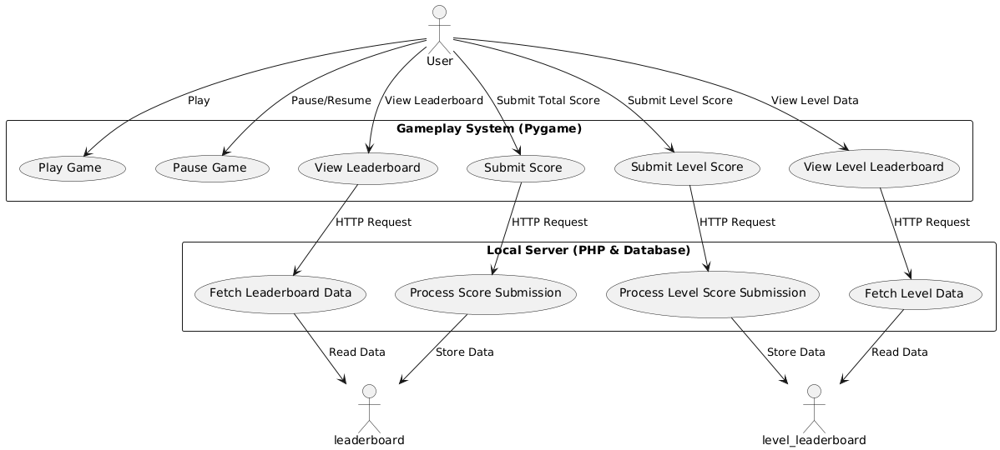 User
Play
Pause/Resume
View Leaderboard
Submit Total Score
Submit Level Score
View Level Data
Gameplay System (Pygame)
Play Game
Pause Game
View Leaderboard
Submit Score
Submit Level Score
View Level Leaderboard
HTTP Request
HTTP Request
HTTP Request
HTTP Request
Local Server (PHP & Database)
Fetch Leaderboard Data
Process Score Submission
Process Level Score Submission
Fetch Level Data
Read Data
Store Data
Store Data
Read Data
leaderboard
level_leaderboard